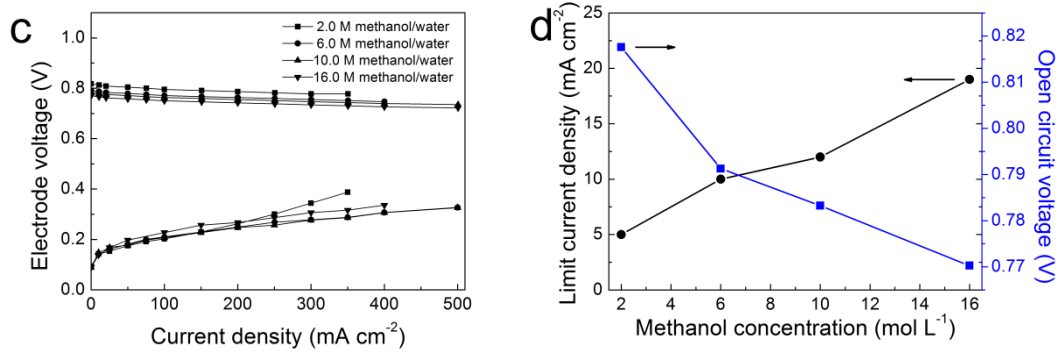 c
1.0
0.8
0.6
0.4
0.2
0.0
Electrode voltage (V)
2.0 M methanol/water
6.0 M methanol/water
10.0 M methanol/water
16.0 M methanol/water
0 100 200 300 400 500
Current density (mA cm⁻²)
d
25
20
15
10
5
0
Limit current density (mA cm⁻²)
0.82
0.81
0.80
0.79
0.78
0.77
Open circuit voltage (V)
2 4 6 8 10 12 14 16
Methanol concentration (mol L⁻¹)